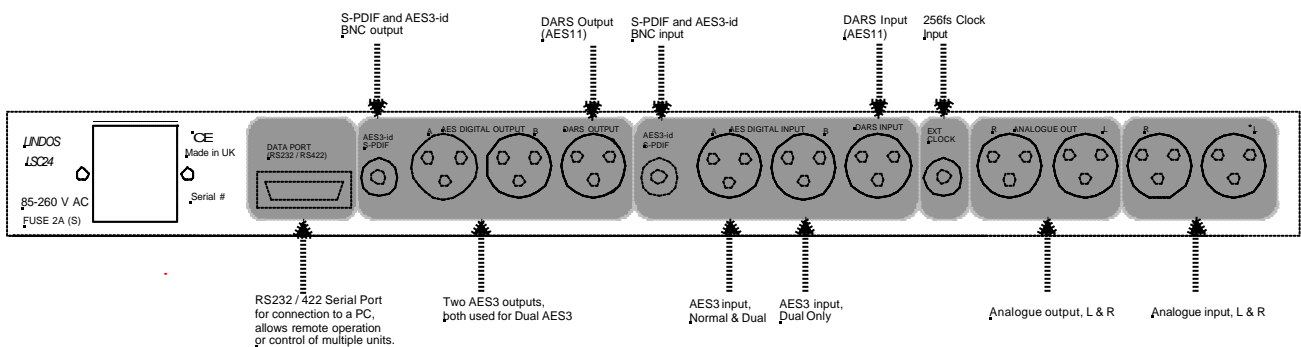 S-PDIF and AES3-id
BNC output
DARS Output
(AES11)
S-PDIF and AES3-id
BNC input
DARS Input
(AES11)
256fs Clock
Input
LINDOS
LSC24
85-260 V AC
FUSE 2A (S)
CE
Made in UK
Serial #
DATA PORT
(RS232 / RS422)
AES3-id
S-PDIF
A AES DIGITAL OUTPUT B
DARS OUTPUT
AES3-id
S-PDIF
A AES DIGITAL INPUT B
DARS INPUT
EXT
CLOCK
R ANALOGUE OUT L
R L
RS232 / 422 Serial Port
for connection to a PC,
allows remote operation
or control of multiple units.
Two AES3 outputs,
both used for Dual AES3
AES3 input,
Normal & Dual
AES3 input,
Dual Only
Analogue output, L & R
Analogue input, L & R